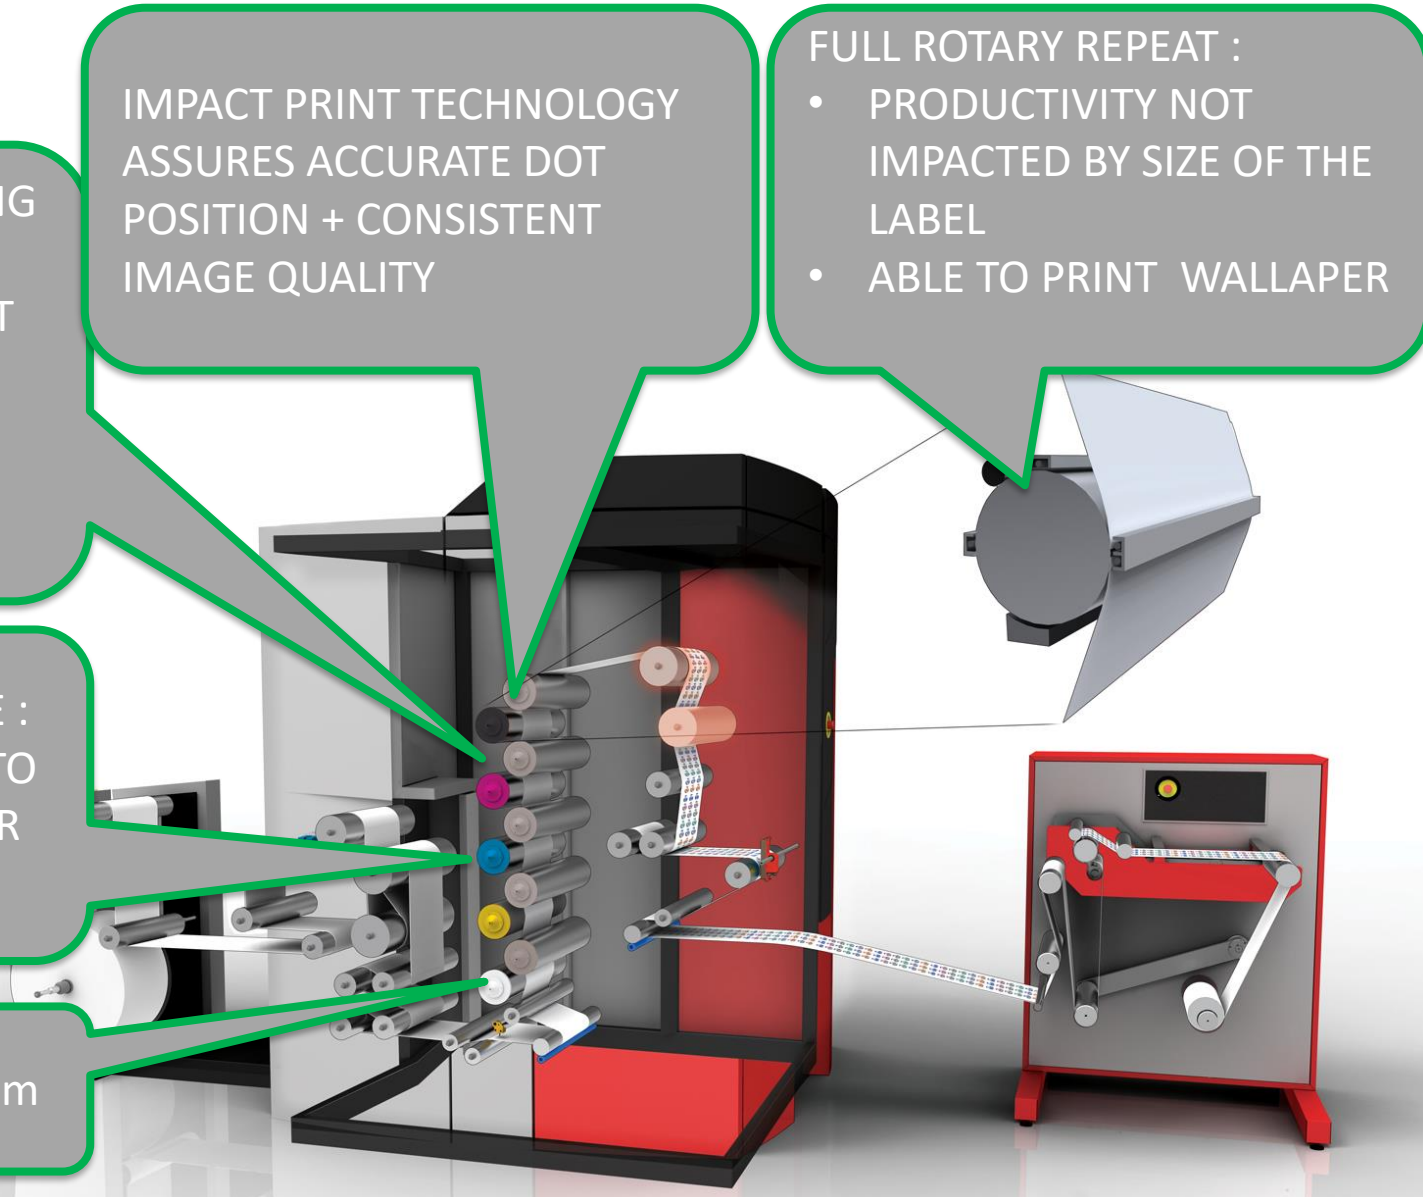 IMPACT PRINT TECHNOLOGY
ASSURES ACCURATE DOT
POSITION + CONSISTENT
IMAGE QUALITY
FULL ROTARY REPEAT :
• PRODUCTIVITY NOT
IMPACTED BY SIZE OF THE
LABEL
• ABLE TO PRINT WALLAPER
TO